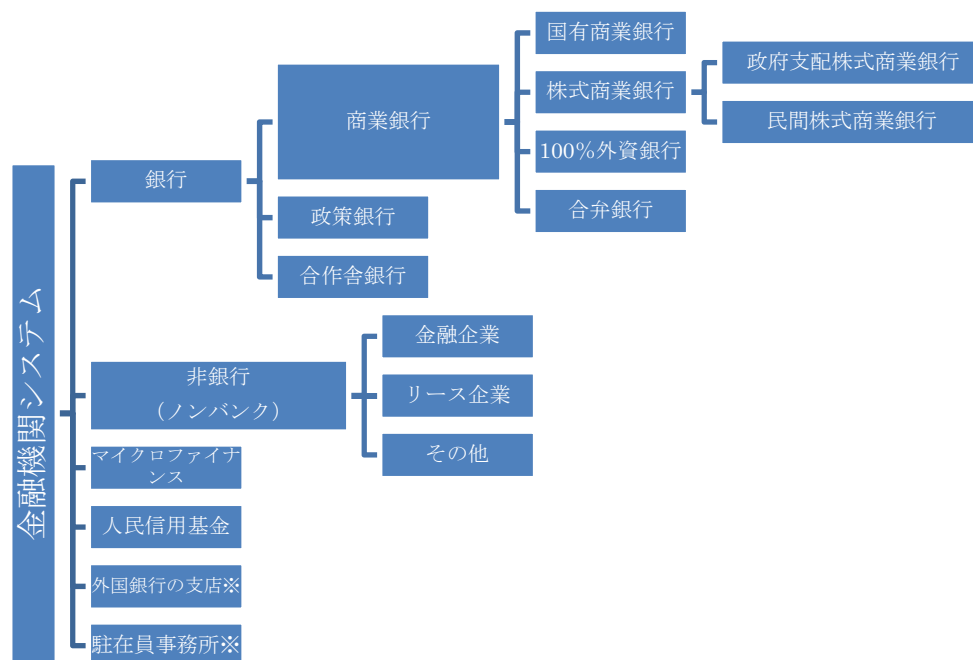 金融機関システム
銀行
商業銀行
国有商業銀行
株式商業銀行
政府支配株式商業銀行
民間株式商業銀行
100%外資銀行
合弁銀行
政策銀行
合作舎銀行
非銀行
（ノンバンク）
金融企業
リース企業
その他
マイクロファイナ
ンス
人民信用基金
外国銀行の支店※
駐在員事務所※